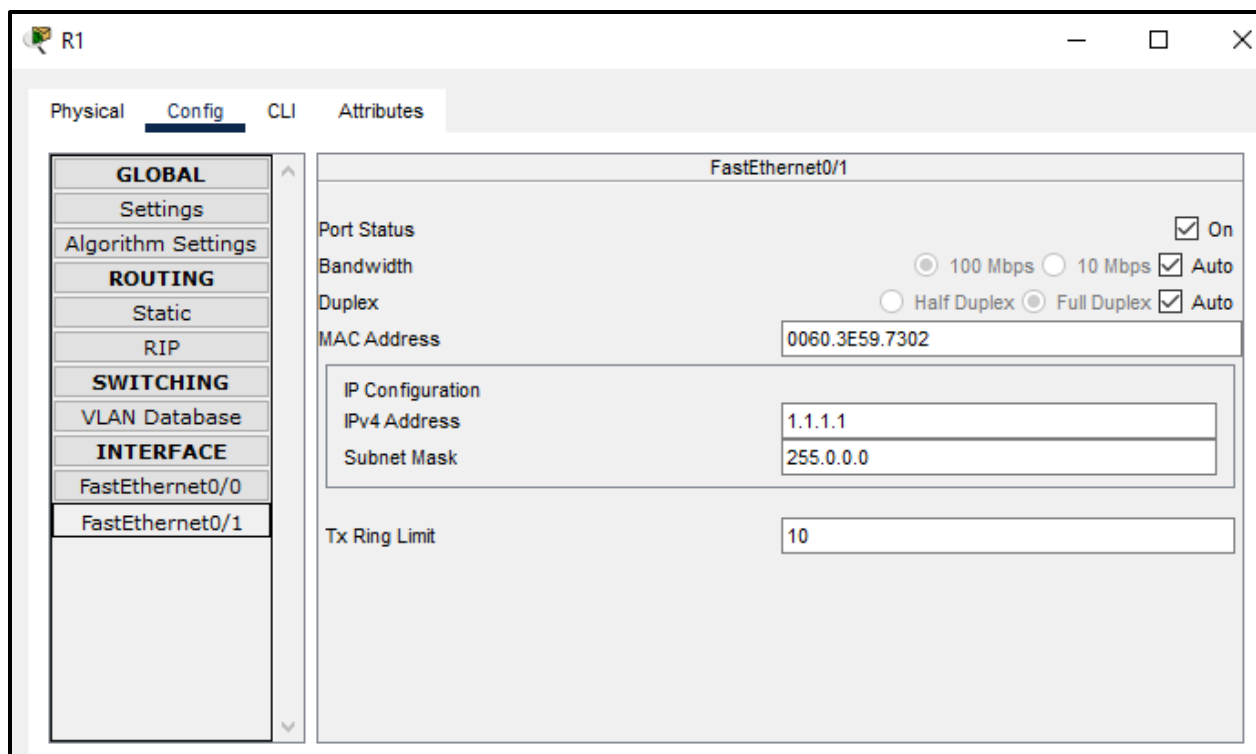 R1
Physical Config CLI Attributes
GLOBAL
Settings
Algorithm Settings
ROUTING
Static
RIP
SWITCHING
VLAN Database
INTERFACE
FastEthernet0/0
FastEthernet0/1
FastEthernet0/1
Port Status On
Bandwidth 100 Mbps 10 Mbps Auto
Duplex Half Duplex Full Duplex Auto
MAC Address 0060.3E59.7302
IP Configuration
IPv4 Address 1.1.1.1
Subnet Mask 255.0.0.0
Tx Ring Limit 10